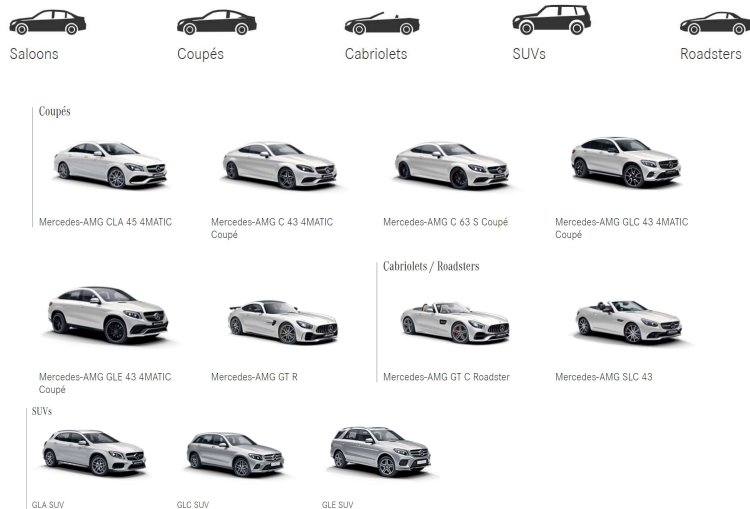 Saloons
Coupés
Cabriolets
SUVs
Roadsters
Coupés
Mercedes-AMG CLA 45 4MATIC
Mercedes-AMG C 43 4MATIC
Coupé
Mercedes-AMG C 63 S Coupé
Mercedes-AMG GLC 43 4MATIC
Coupé
Mercedes-AMG GLE 43 4MATIC
Coupé
Mercedes-AMG GT R
Cabriolets / Roadsters
Mercedes-AMG GT C Roadster
Mercedes-AMG SLC 43
SUVs
GLA SUV
GLC SUV
GLE SUV